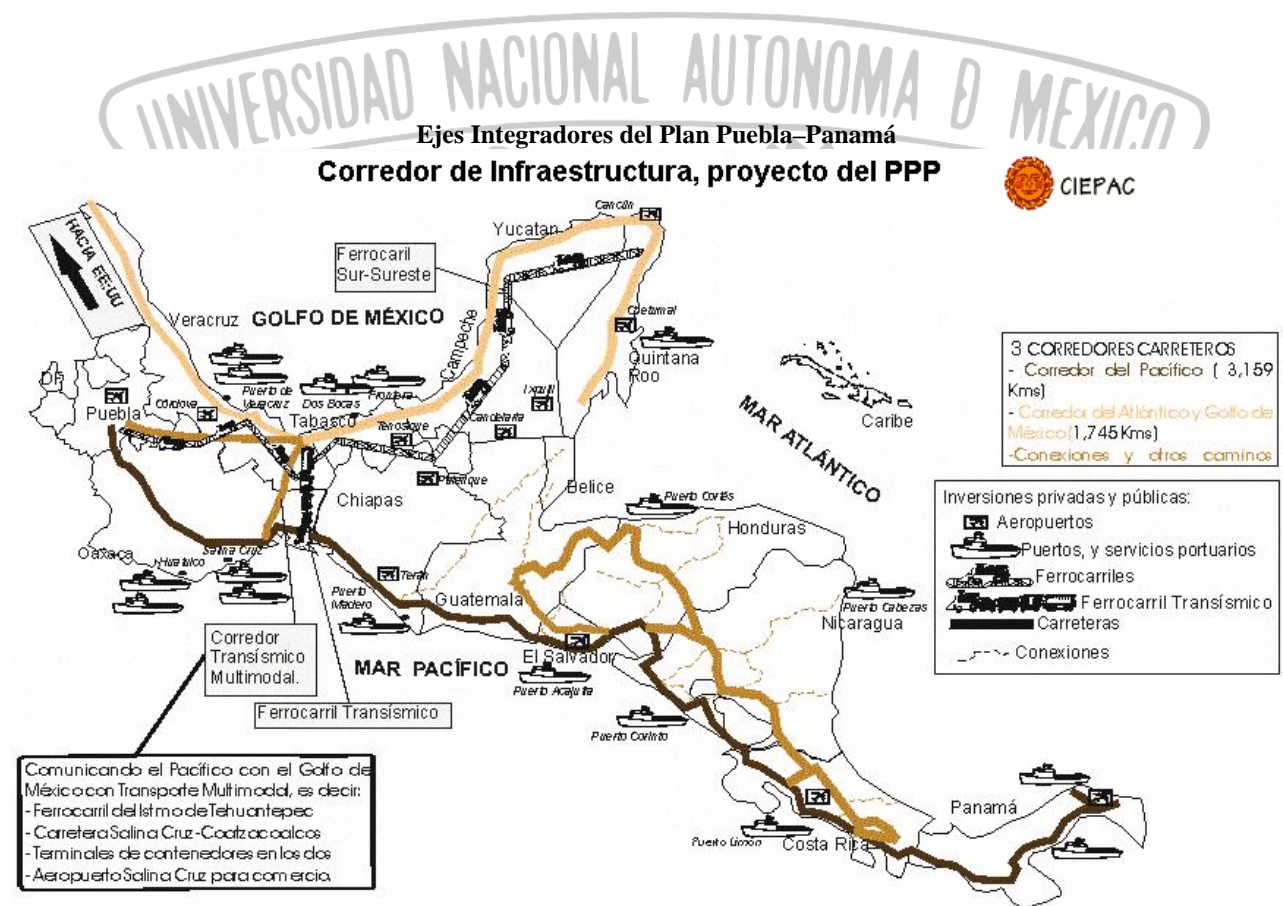 UNIVERSIDAD NACIONAL AUTONOMA D MEXICO
Ejes Integradores del Plan Puebla–Panamá
Corredor de Infraestructura, proyecto del PPP
CIEPAC
HACIA EE:UU
Cancún
Yucatan
Ferrocaril
Sur-Sureste
Veracruz
GOLFO DE MÉXICO
Campeche
Chetumal
Quintana
Roo
DF
Puebla
Córdova
Puerto de
Veracruz
Dos Bocas
Frontera
Tabasco
Tenosique
Candelaria
Caribe
MAR ATLÁNTICO
3 CORREDORES CARRETEROS
- Corredor del Pacífico ( 3,159
Kms)
- Corredor del Atlántico y Golfo de
México(1,745 Kms)
-Conexiones y otros caminos
Chiapas
Palenque
Belice
Puerto Cortés
Honduras
Inversiones privadas y públicas:
Aeropuertos
Puertos, y servicios portuarios
Ferrocarriles
Ferrocarril Transísmico
Carreteras
Conexiones
Oaxaca
Huatulco
Salina Cruz
Terán
Puerto
Madero
Guatemala
Puerto Cabezas
Nicaragua
Corredor
Transísmico
Multimodal.
El Salvador
MAR PACÍFICO
Puerto Acajutla
Ferrocarril Transísmico
Puerto Corinto
Comunicando el Pacífico con el Golfo de
México con Transporte Multimodal, es decir:
-Ferrocarril del Istmo de Tehuantepec
-Carretera Salina Cruz-Coatzacoalcos
-Terminales de contenedores en los dos
-Aeropuerto Salina Cruz para comercio.
Panamá
Puerto Limón
Costa Rica